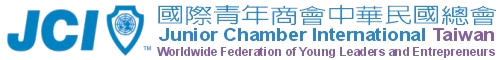 JCI™
國際青年商會中華民國總會
Junior Chamber International Taiwan
Worldwide Federation of Young Leaders and Entrepreneurs